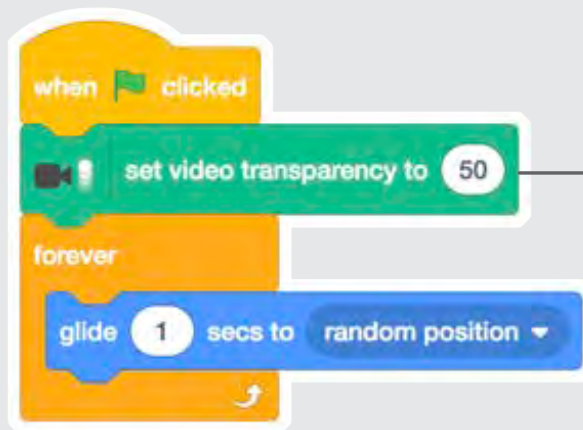 when clicked
set video transparency to 50
forever
glide 1 secs to random position